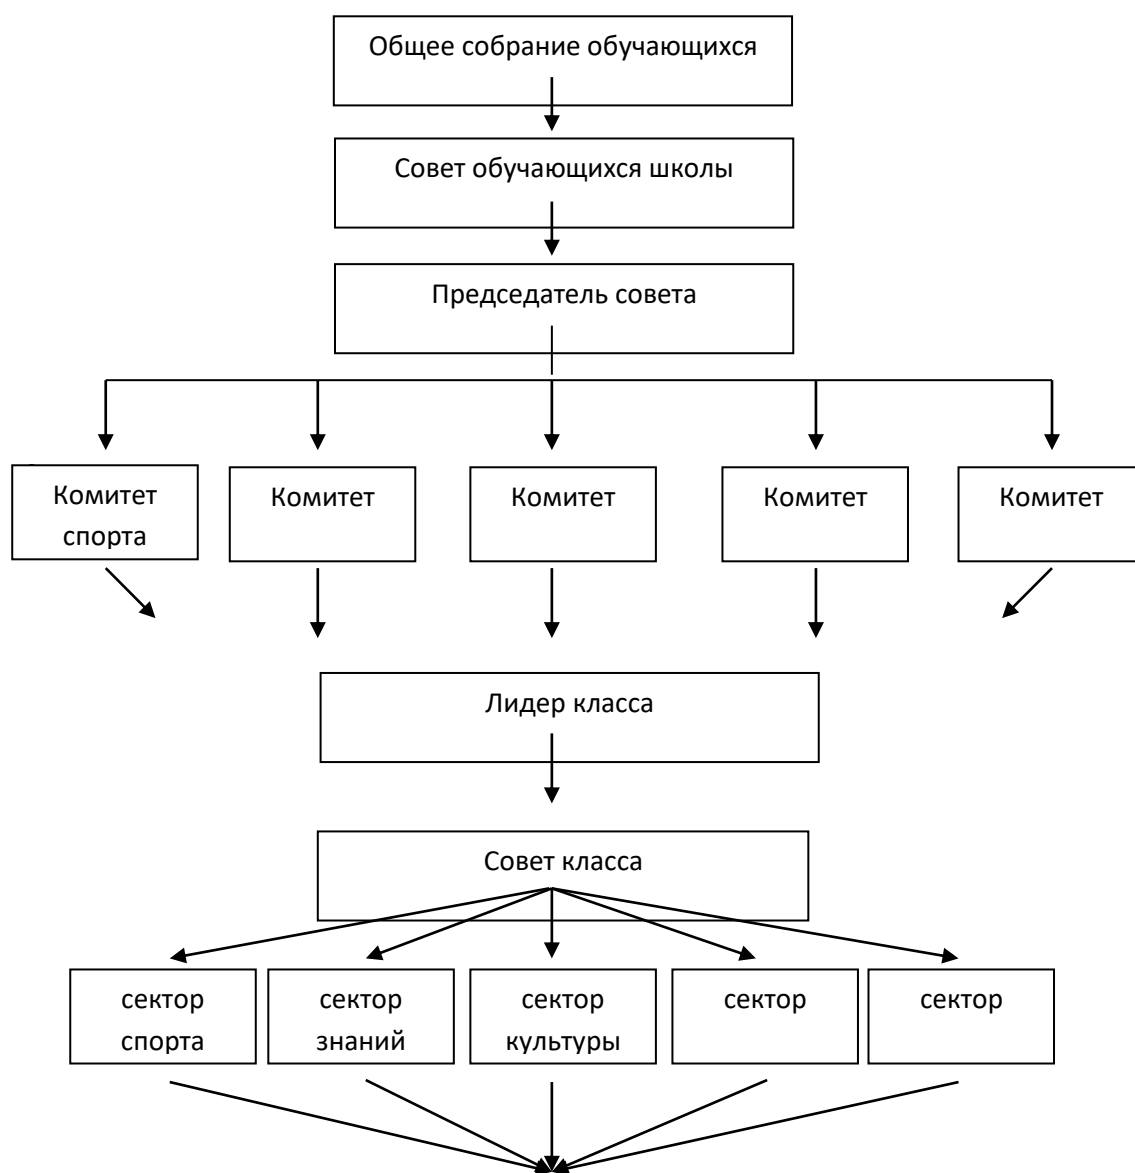 Общее собрание обучающихся
Совет обучающихся школы
Председатель совета
Комитет
спорта
Комитет
Комитет
Комитет
Комитет
Лидер класса
Совет класса
сектор
спорта
сектор
знаний
сектор
культуры
сектор
сектор